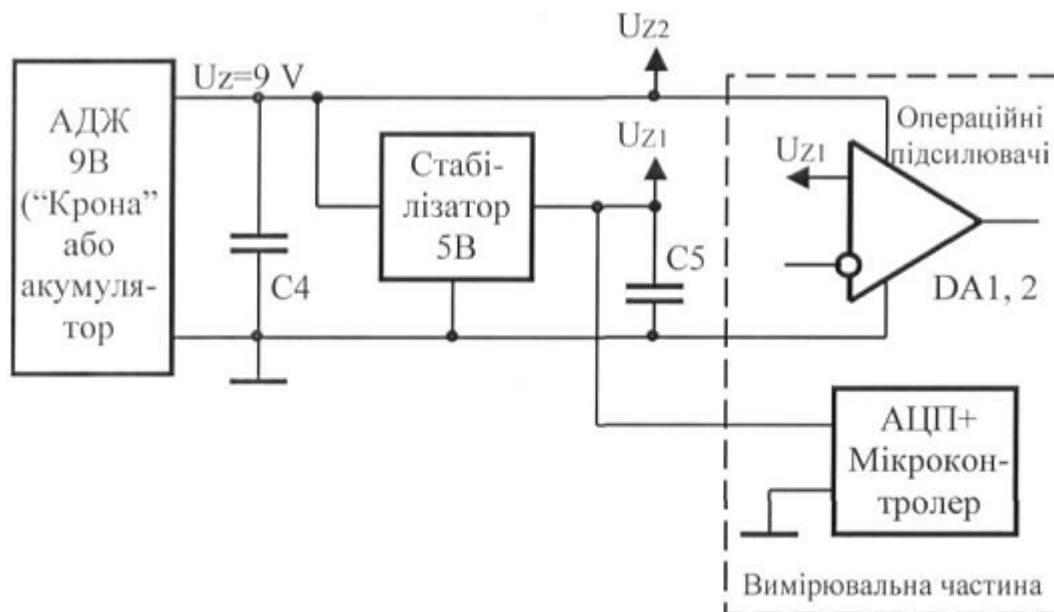 АДЖ
9В
(“Крона”
або
акумуля-
тор
Uz=9 V
C4
Стабі-
лізатор
5В
UZ2
UZ1
C5
Операційні
підсилювачі
UZ1
DA1, 2
АЦП+
Мікрокон-
тролер
Вимірювальна частина